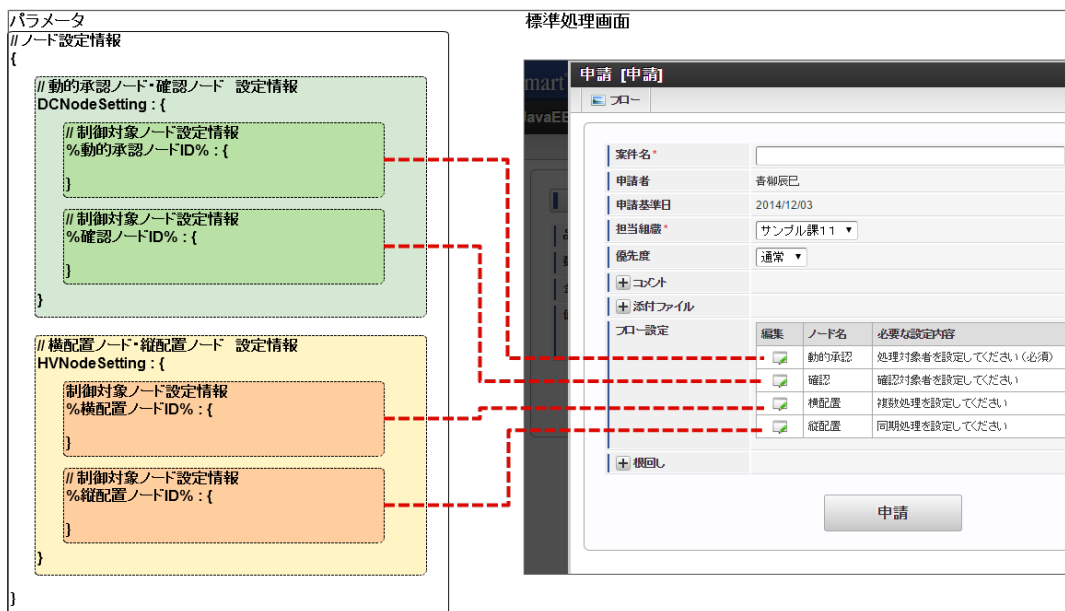 パラメータ
//ノード設定情報
{
//動的承認ノード・確認ノード 設定情報
DCNodeSetting : {
//制御対象ノード設定情報
%動的承認ノードID% : {
}
//制御対象ノード設定情報
%確認ノードID% : {
}
}
//横配置ノード・縦配置ノード 設定情報
HVNodeSetting : {
制御対象ノード設定情報
%横配置ノードID% : {
}
//制御対象ノード設定情報
%縦配置ノードID% : {
}
}
}
標準処理画面
mart
JavaEE
申請 [申請]
フロー
案件名*
申請者 青柳辰巳
申請基準日 2014/12/03
担当組織* サンプル課11 ▼
優先度 通常 ▼
+ コメント
+ 添付ファイル
フロー設定
編集 ノード名 必要な設定内容
動的承認 処理対象者を設定してください(必須)
確認 確認対象者を設定してください
横配置 複数処理を設定してください
縦配置 同期処理を設定してください
+ 根回し
申請